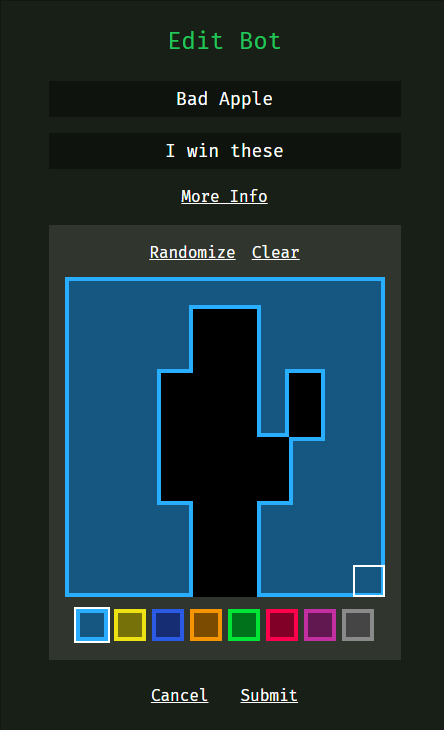 Edit Bot
Bad Apple
I win these
More Info
Randomize Clear
Cancel Submit